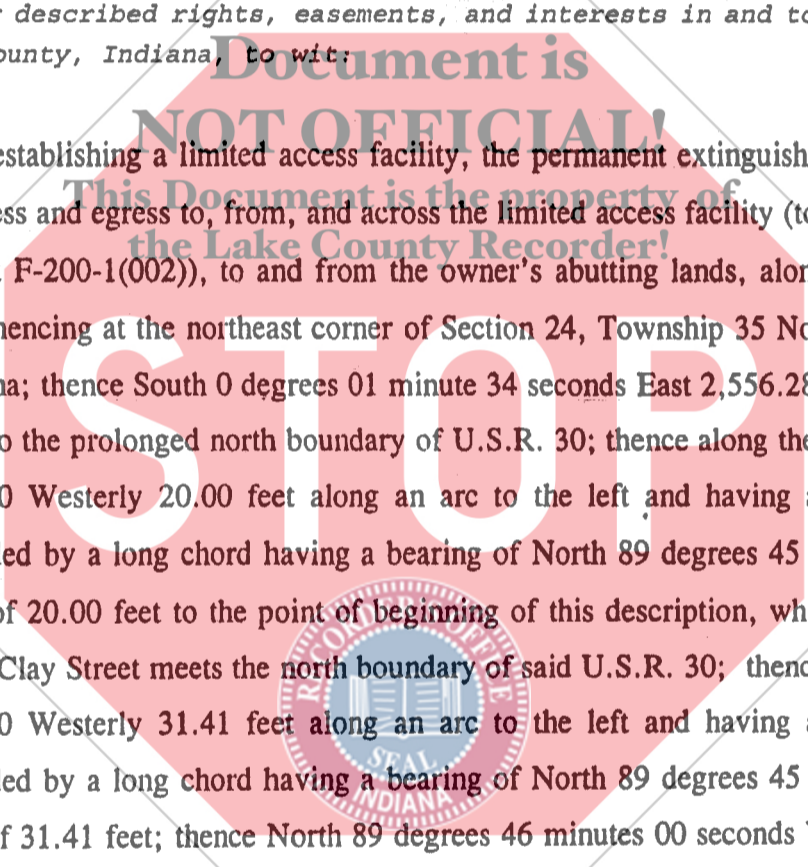 described rights, easements, and interests in and to
ounty, Indiana, to wit:
Document is
NOT OFFICIAL!
establishing a limited access facility, the permanent extinguish
This Document is the property of
ess and egress to, from, and across the limited access facility (to
the Lake County Recorder!
F-200-1(002)), to and from the owner's abutting lands, alon
nencing at the northeast corner of Section 24, Township 35 No
na; thence South 0 degrees 01 minute 34 seconds East 2,556.28
STOP
o the prolonged north boundary of U.S.R. 30; thence along the
0 Westerly 20.00 feet along an arc to the left and having a
led by a long chord having a bearing of North 89 degrees 45
of 20.00 feet to the point of beginning of this description, wh
Clay Street meets the north boundary of said U.S.R. 30; thenc
RECORDER'S OFFICE
0 Westerly 31.41 feet along an arc to the left and having a
SEAL
led by a long chord having a bearing of North 89 degrees 45
INDIANA
f 31.41 feet; thence North 89 degrees 46 minutes 00 seconds